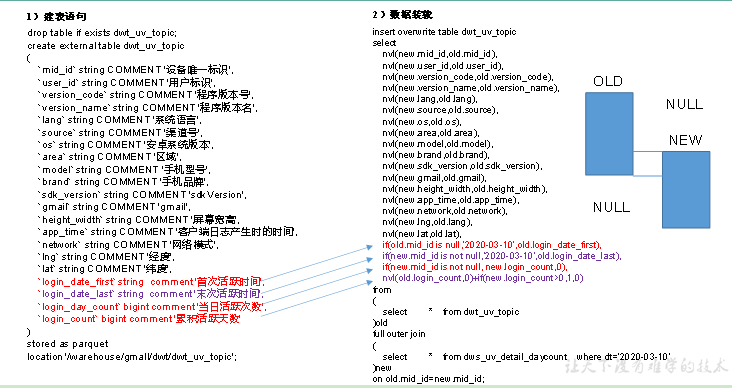 1）建表语句
drop table if exists dwt_uv_topic;
create external table dwt_uv_topic
(
`mid_id` string COMMENT '设备唯一标识',
`user_id` string COMMENT '用户标识',
`version_code` string COMMENT '程序版本号',
`version_name` string COMMENT '程序版本名',
`lang` string COMMENT '系统语言',
`source` string COMMENT '渠道号',
`os` string COMMENT '安卓系统版本',
`area` string COMMENT '区域',
`model` string COMMENT '手机型号',
`brand` string COMMENT '手机品牌',
`sdk_version` string COMMENT 'sdkVersion',
`gmail` string COMMENT 'gmail',
`height_width` string COMMENT '屏幕宽高',
`app_time` string COMMENT '客户端日志产生时的时间',
`network` string COMMENT '网络模式',
`lng` string COMMENT '经度',
`lat` string COMMENT '纬度',
`login_date_first` string comment '首次活跃时间',
`login_date_last` string comment '末次活跃时间',
`login_day_count` bigint comment '当日活跃次数',
`login_count` bigint comment '累积活跃天数'
)
stored as parquet
location '/warehouse/gmall/dwt/dwt_uv_topic';
2）数据装载
insert overwrite table dwt_uv_topic
select
nvl(new.mid_id,old.mid_id),
nvl(new.user_id,old.user_id),
nvl(new.version_code,old.version_code),
nvl(new.version_name,old.version_name),
nvl(new.lang,old.lang),
nvl(new.source,old.source),
nvl(new.os,old.os),
nvl(new.area,old.area),
nvl(new.model,old.model),
nvl(new.brand,old.brand),
nvl(new.sdk_version,old.sdk_version),
nvl(new.gmail,old.gmail),
nvl(new.height_width,old.height_width),
nvl(new.app_time,old.app_time),
nvl(new.network,old.network),
nvl(new.lng,old.lng),
nvl(new.lat,old.lat),
if(old.mid_id is null,'2020-03-10',old.login_date_first),
if(new.mid_id is not null,'2020-03-10',old.login_date_last),
if(new.mid_id is not null, new.login_count,0),
nvl(old.login_count,0)+if(new.login_count>0,1,0)
from
(
select * from dwt_uv_topic
)old
full outer join
(
select * from dws_uv_detail_daycount where dt='2020-03-10'
)new
on old.mid_id=new.mid_id;
OLD
NULL
NEW
NULL
让天下没有难学的技术